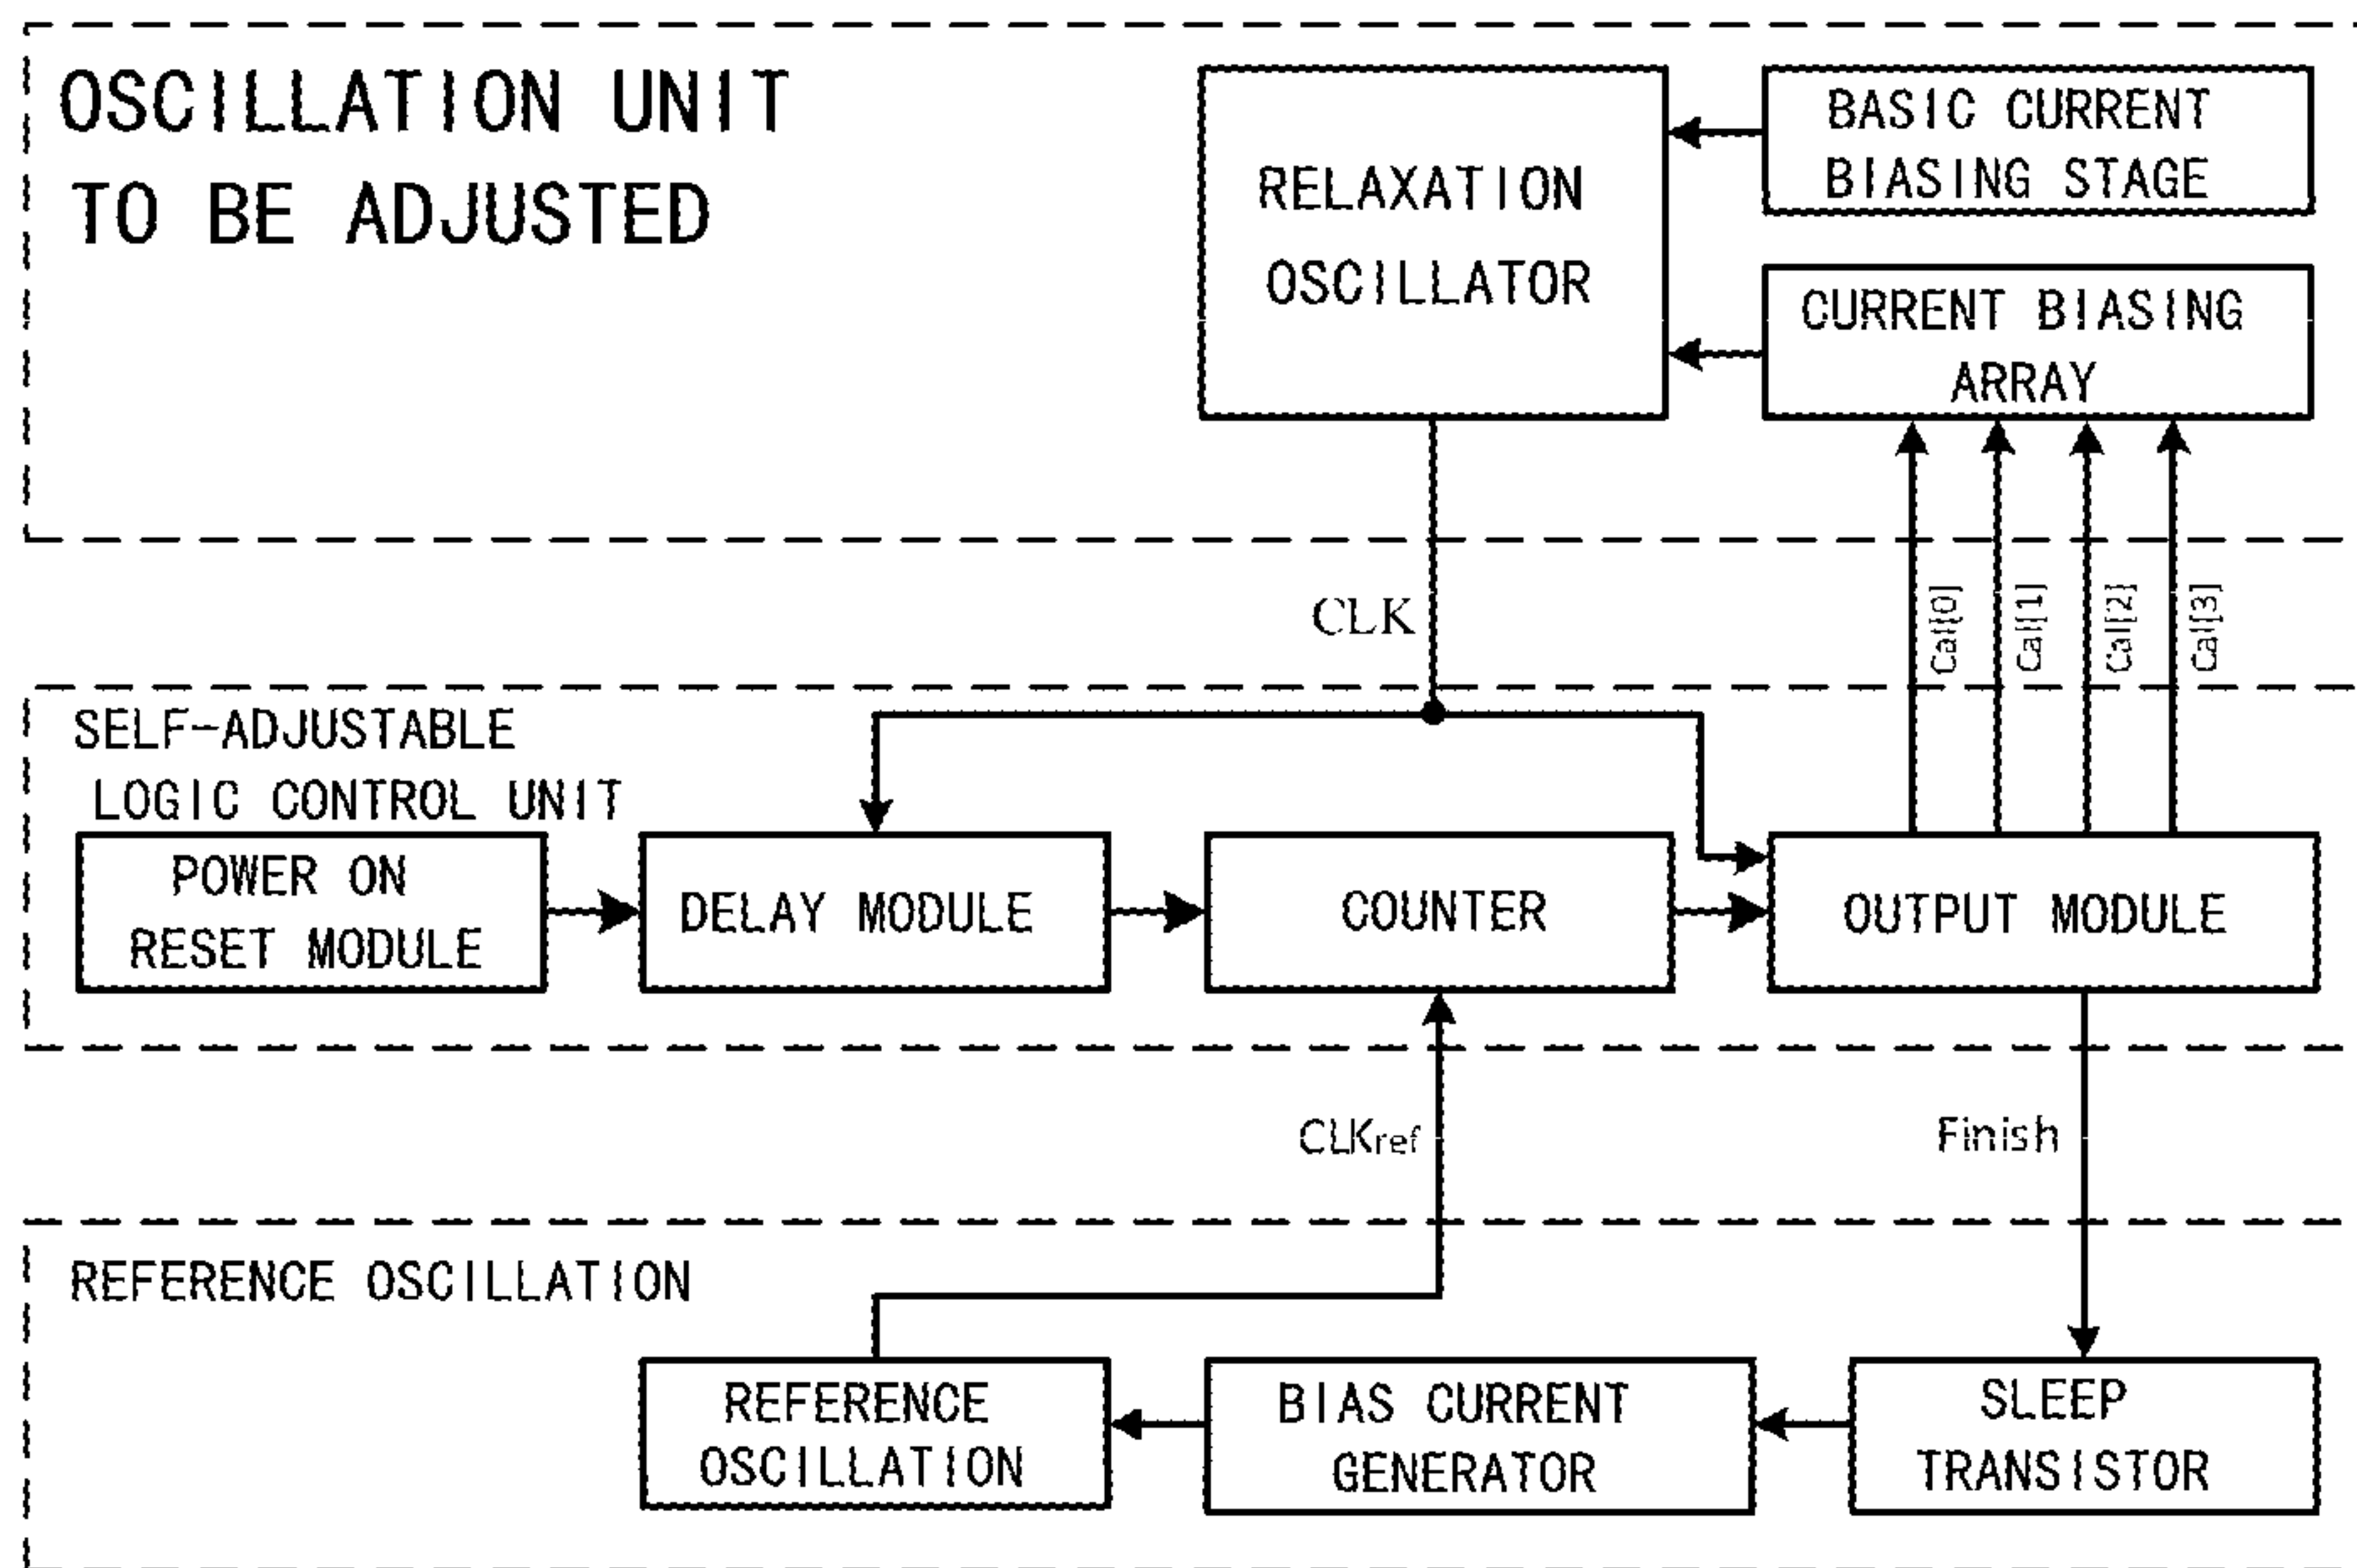 OSCILLATION UNIT
TO BE ADJUSTED
RELAXATION
OSCILLATOR
BASIC CURRENT
BIASING STAGE
CURRENT BIASING
ARRAY
CLK
Cal[0]
Cal[1]
Cal[2]
Cal[3]
SELF-ADJUSTABLE
LOGIC CONTROL UNIT
POWER ON
RESET MODULE
DELAY MODULE
COUNTER
OUTPUT MODULE
CLKref
Finish
REFERENCE OSCILLATION
REFERENCE
OSCILLATION
BIAS CURRENT
GENERATOR
SLEEP
TRANSISTOR